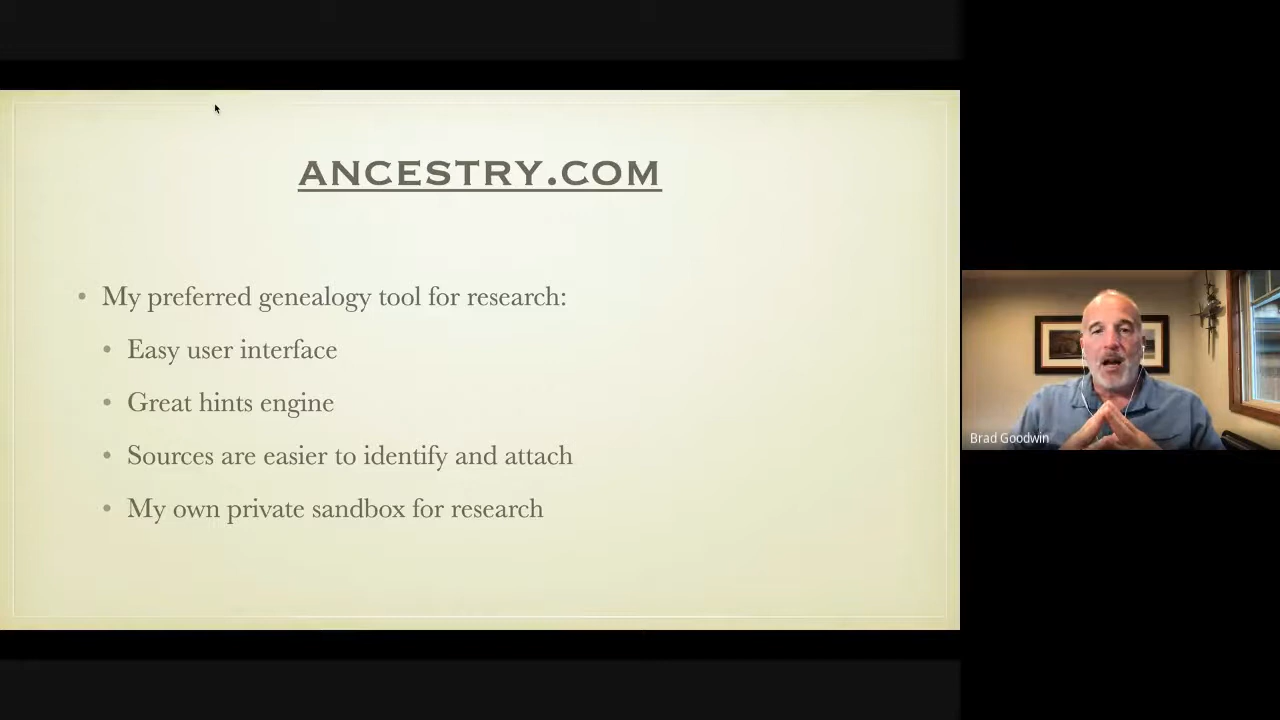 ANCESTRY.COM
• My preferred genealogy tool for research:
• Easy user interface
• Great hints engine
• Sources are easier to identify and attach
• My own private sandbox for research
Brad Goodwin